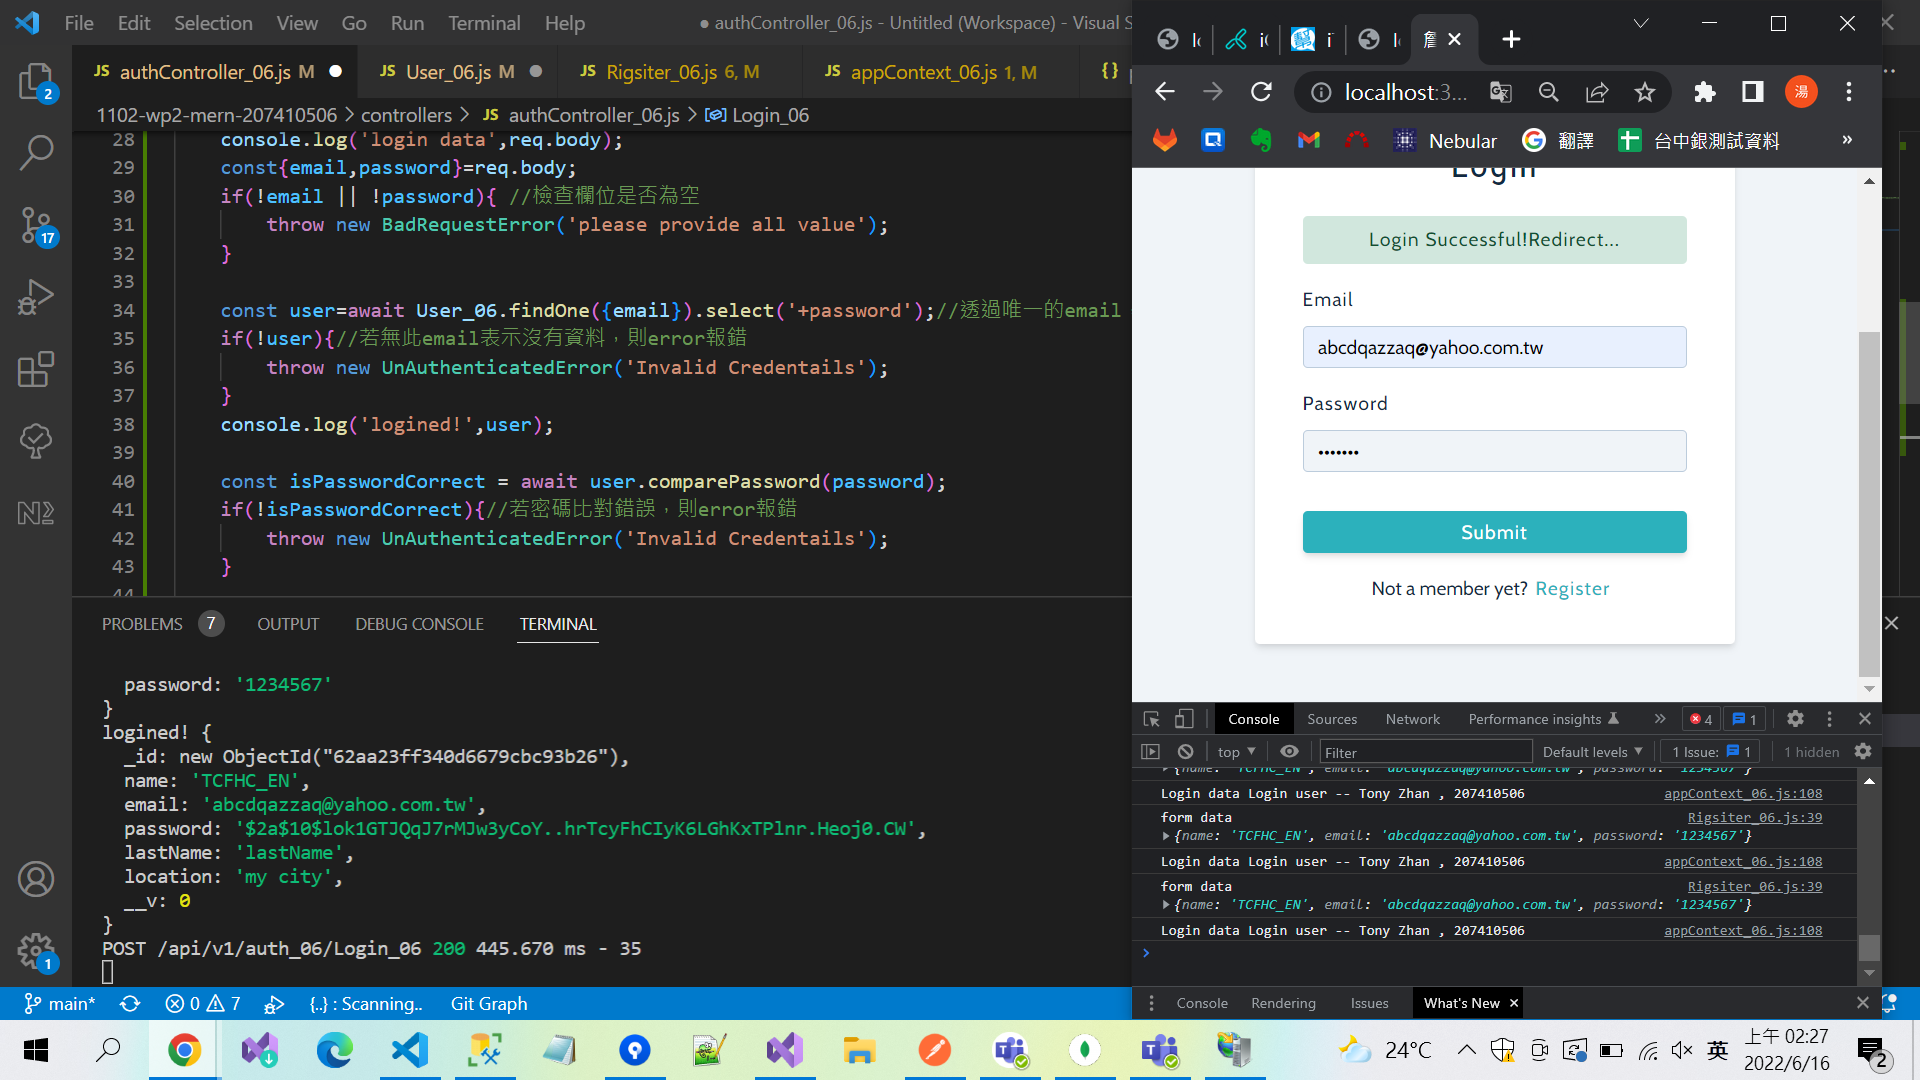 File Edit Selection View Go Run Terminal Help
● authController_06.js - Untitled (Workspace) - Visual S
JS authController_06.js M ●
JS User_06.js M ●
JS Rigsiter_06.js 6, M
JS appContext_06.js 1, M
{}
1102-wp2-mern-207410506 > controllers > JS authController_06.js > Login_06
28 console.log('login data',req.body);
29 const{email,password}=req.body;
30 if(!email || !password){ //檢查欄位是否為空
31 throw new BadRequestError('please provide all value');
32 }
33
34 const user=await User_06.findOne({email}).select('+password');//透過唯一的email
35 if(!user){//若無此email表示沒有資料，則error報錯
36 throw new UnAuthenticatedError('Invalid Credentails');
37 }
38 console.log('logined!',user);
39
40 const isPasswordCorrect = await user.comparePassword(password);
41 if(!isPasswordCorrect){//若密碼比對錯誤，則error報錯
42 throw new UnAuthenticatedError('Invalid Credentails');
43 }
44
2
17
1
PROBLEMS 7 OUTPUT DEBUG CONSOLE TERMINAL
password: '1234567'
}
logined! {
_id: new ObjectId("62aa23ff340d6679cbc93b26"),
name: 'TCFHC_EN',
email: 'abcdqazzaq@yahoo.com.tw',
password: '$2a$10$lok1GTJQqJ7rMJw3yCoY..hrTcyFhCIyK6LGhKxTPlnr.Heoj0.CW',
lastName: 'lastName',
location: 'my city',
__v: 0
}
POST /api/v1/auth_06/Login_06 200 445.670 ms - 35
main* 0 7 {..} : Scanning.. Git Graph
localhost:3...
湯
Nebular 翻譯 台中銀測試資料 »
Login
Login Successful!Redirect...
Email
abcdqazzaq@yahoo.com.tw
Password
•••••••
Submit
Not a member yet? Register
Console Sources Network Performance insights » 4 1
top ▼ Filter Default levels ▼ 1 Issue: 1 1 hidden
{name: 'TCFHC_EN', email: 'abcdqazzaq@yahoo.com.tw', password: '1234567'}
Login data Login user -- Tony Zhan , 207410506 appContext_06.js:108
form data Rigsiter_06.js:39
{name: 'TCFHC_EN', email: 'abcdqazzaq@yahoo.com.tw', password: '1234567'}
Login data Login user -- Tony Zhan , 207410506 appContext_06.js:108
form data Rigsiter_06.js:39
{name: 'TCFHC_EN', email: 'abcdqazzaq@yahoo.com.tw', password: '1234567'}
Login data Login user -- Tony Zhan , 207410506 appContext_06.js:108
Console Rendering Issues What's New
24°C 英 上午 02:27
2022/6/16
2